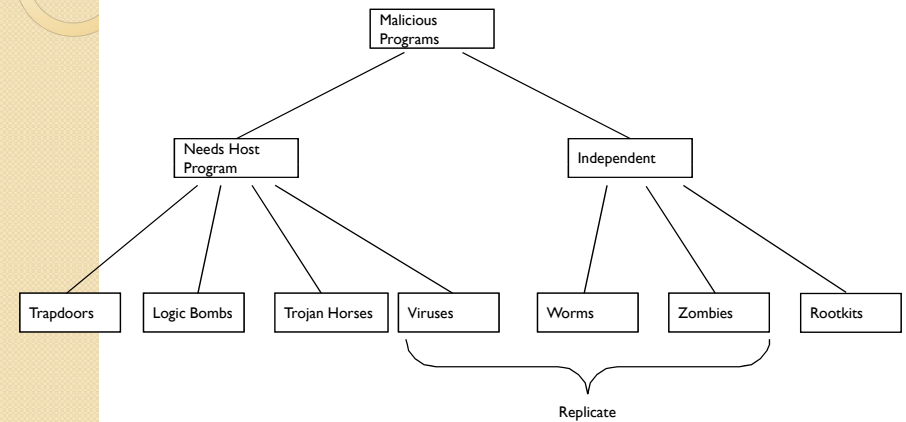 Malicious
Programs
Needs Host
Program
Independent
Trapdoors
Logic Bombs
Trojan Horses
Viruses
Worms
Zombies
Rootkits
Replicate